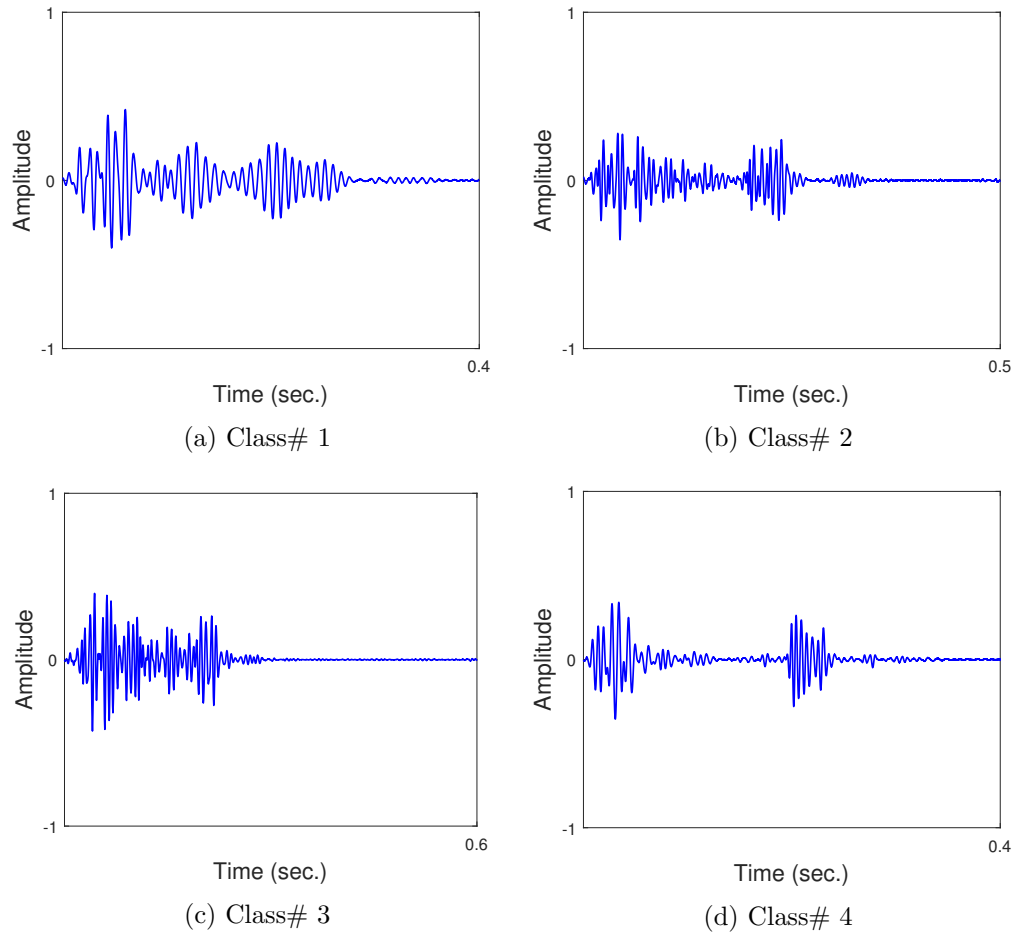 1
0
-1
Amplitude
0.4
Time (sec.)
(a) Class# 1
1
0
-1
Amplitude
0.5
Time (sec.)
(b) Class# 2
1
0
-1
Amplitude
0.6
Time (sec.)
(c) Class# 3
1
0
-1
Amplitude
0.4
Time (sec.)
(d) Class# 4